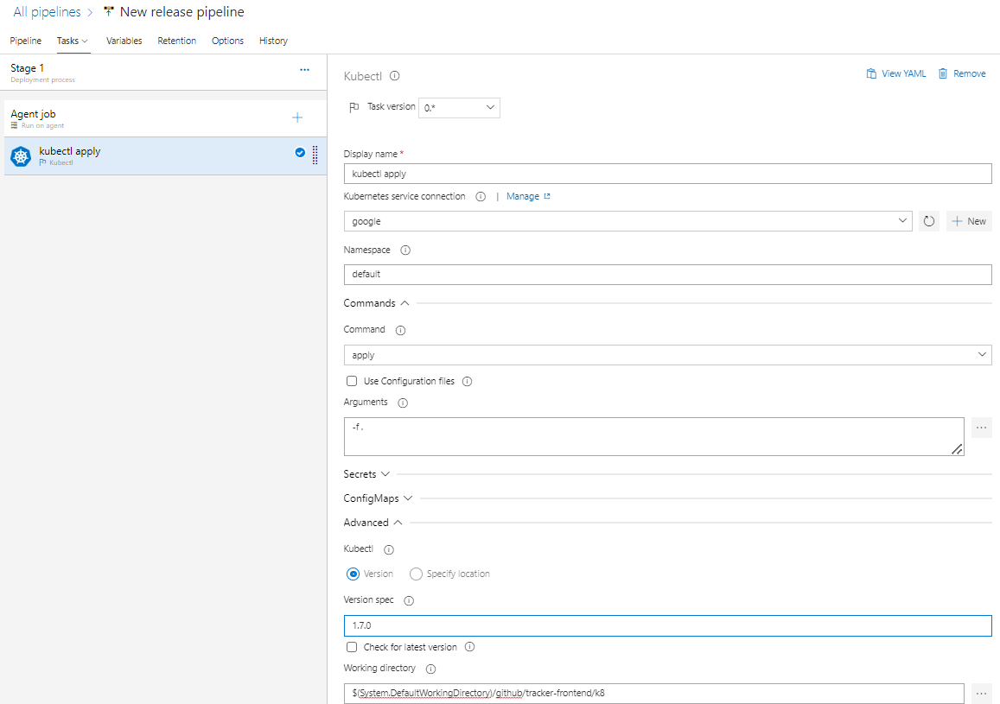 All pipelines > New release pipeline
Pipeline Tasks Variables Retention Options History
Stage 1
Deployment process
Agent job
Run on agent
kubectl apply
Kubectl
Kubectl
View YAML Remove
Task version 0.*
Display name *
kubectl apply
Kubernetes service connection | Manage
google
New
Namespace
default
Commands
Command
apply
Use Configuration files
Arguments
-f .
...
Secrets
ConfigMaps
Advanced
Kubectl
Version Specify location
Version spec
1.7.0
Check for latest version
Working directory
$(System.DefaultWorkingDirectory)/github/tracker-frontend/k8
...